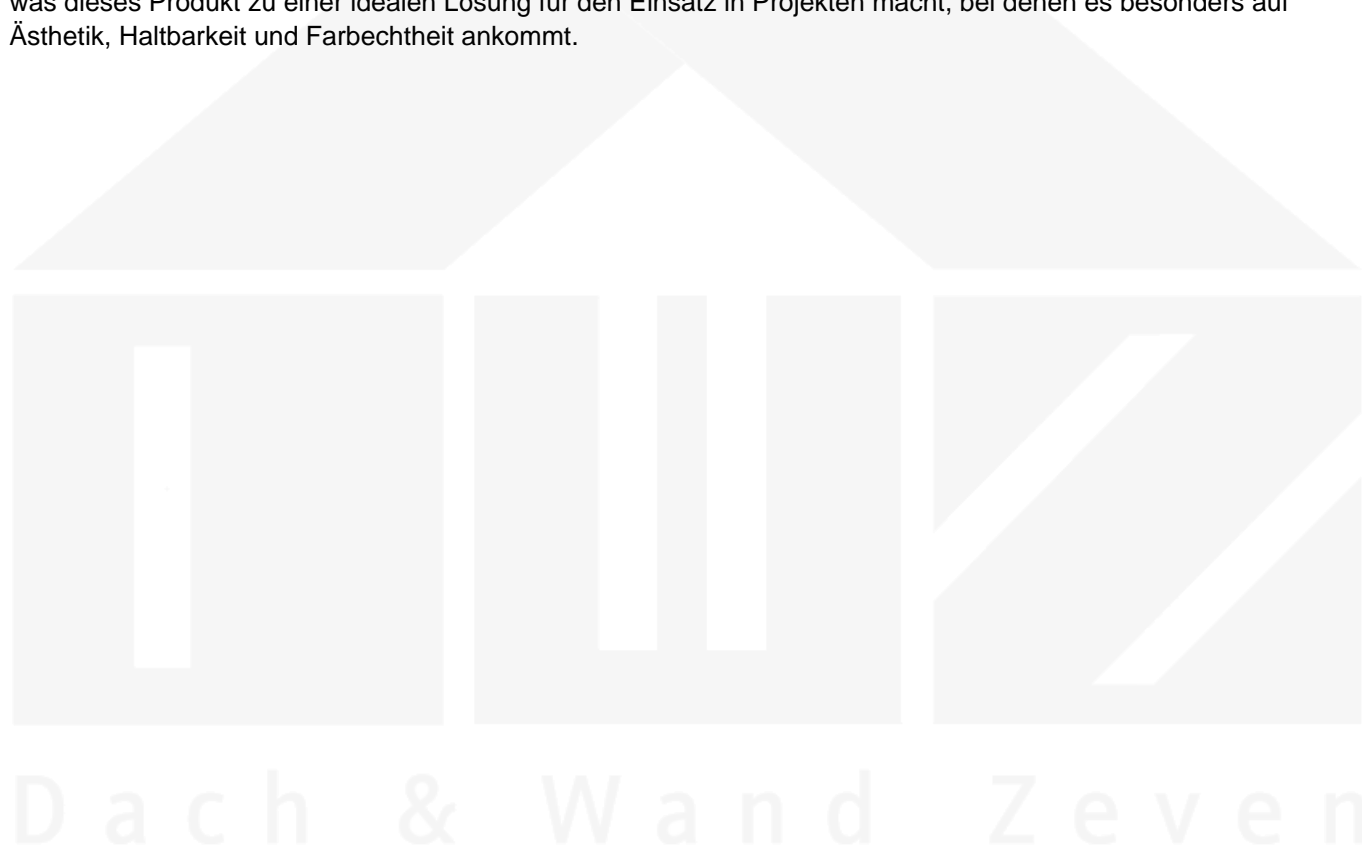 was dieses Produkt zu einer idealen Lösung für den Einsatz in Projekten macht, bei denen es besonders auf
Ästhetik, Haltbarkeit und Farbechtheit ankommt.
DWZ
Dach & Wand Zeven